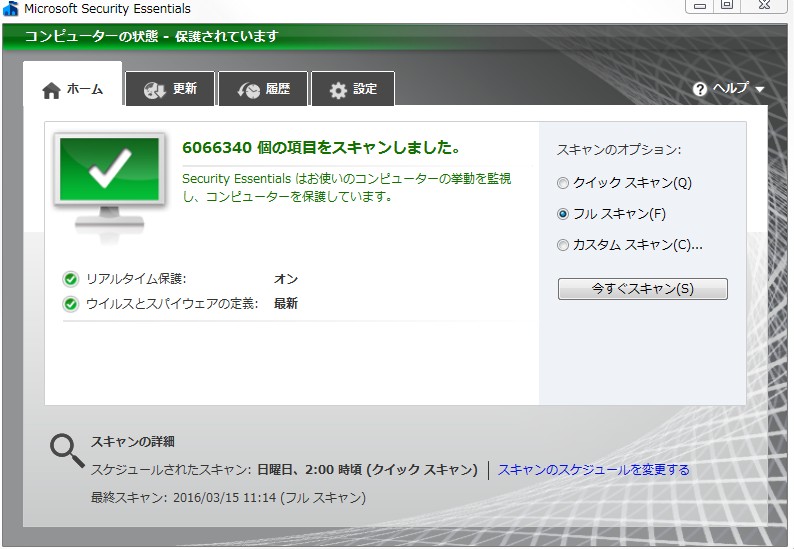 Microsoft Security Essentials
コンピューターの状態 - 保護されています
ホーム
更新
履歴
設定
ヘルプ
6066340 個の項目をスキャンしました。
Security Essentials はお使いのコンピューターの挙動を監視
し、コンピューターを保護しています。
リアルタイム保護: オン
ウイルスとスパイウェアの定義: 最新
スキャンのオプション:
クイック スキャン(Q)
フル スキャン(F)
カスタム スキャン(C)...
今すぐスキャン(S)
スキャンの詳細
スケジュールされたスキャン: 日曜日、2:00 時頃 (クイック スキャン) | スキャンのスケジュールを変更する
最終スキャン: 2016/03/15 11:14 (フル スキャン)